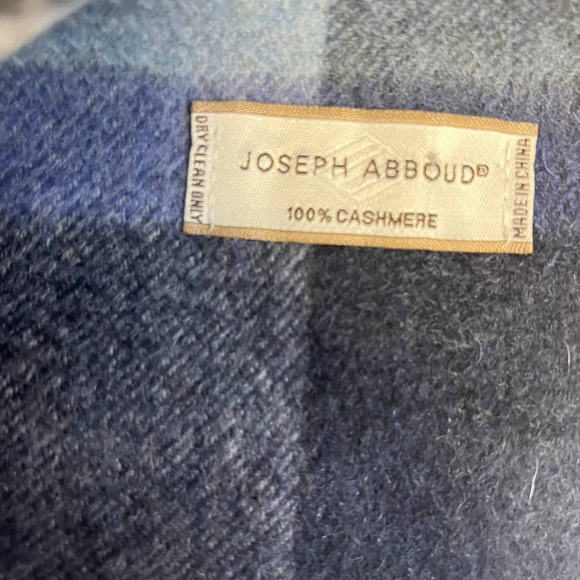 DRY CLEAN ONLY
JOSEPH ABBOUD®
100% CASHMERE
MADE IN CHINA